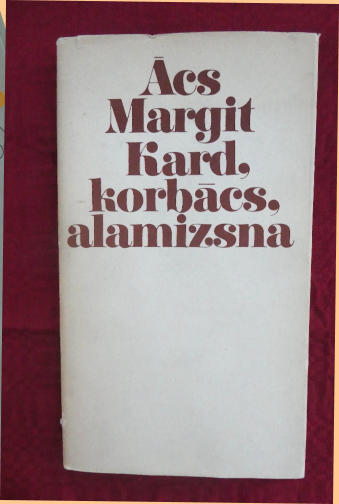 Ács
Margit
Kard,
korbács,
alamizsna